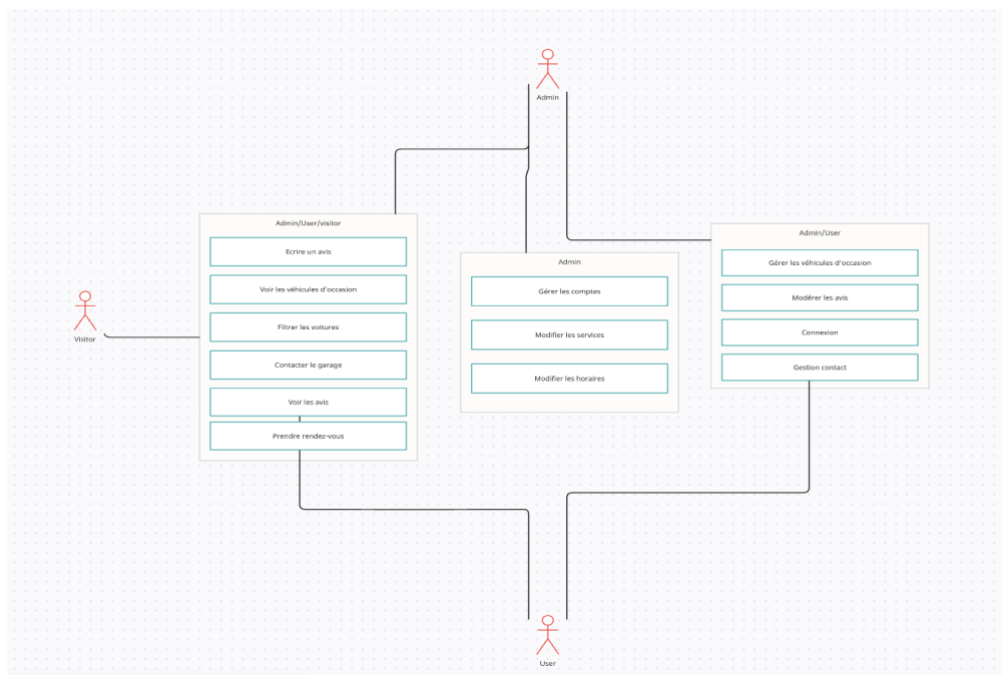 Admin
Admin/User/visitor
Ecrire un avis
Voir les véhicules d'occasion
Filtrer les voitures
Contacter le garage
Voir les avis
Prendre rendez-vous
Visitor
Admin
Gérer les comptes
Modifier les services
Modifier les horaires
Admin/User
Gérer les véhicules d'occasion
Modérer les avis
Connexion
Gestion contact
User